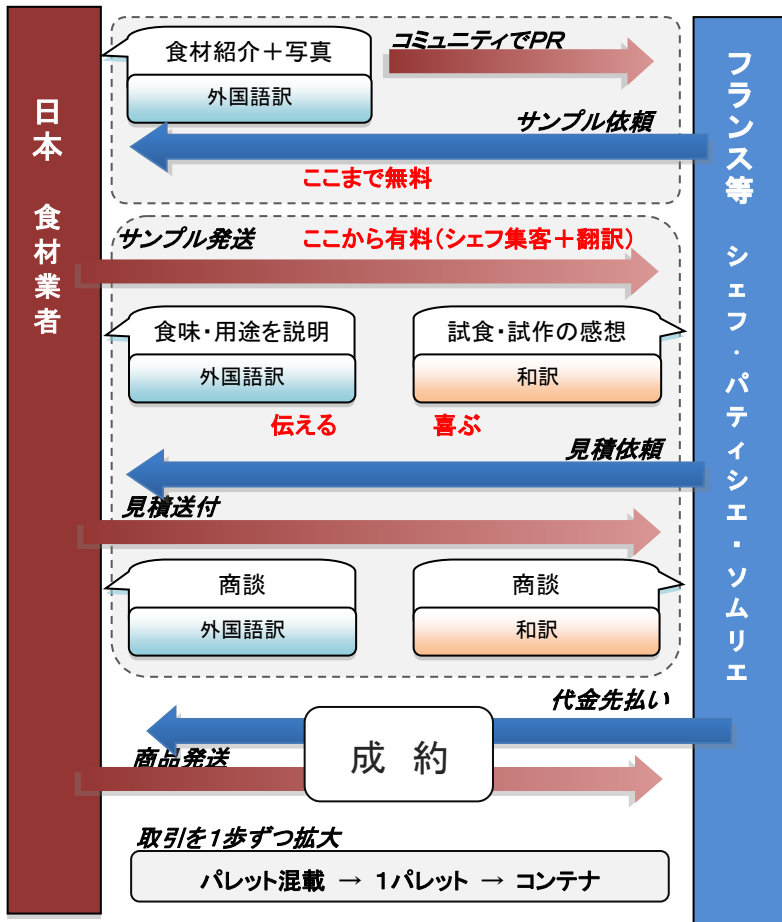 日本 食材業者
フランス等 シェフ・パティシエ・ソムリエ
食材紹介＋写真
外国語訳
コミュニティでPR
サンプル依頼
ここまで無料
サンプル発送
ここから有料（シェフ集客＋翻訳）
食味・用途を説明
外国語訳
試食・試作の感想
和訳
伝える
喜ぶ
見積依頼
見積送付
商談
外国語訳
商談
和訳
代金先払い
成約
商品発送
取引を１歩ずつ拡大
パレット混載 → １パレット → コンテナ